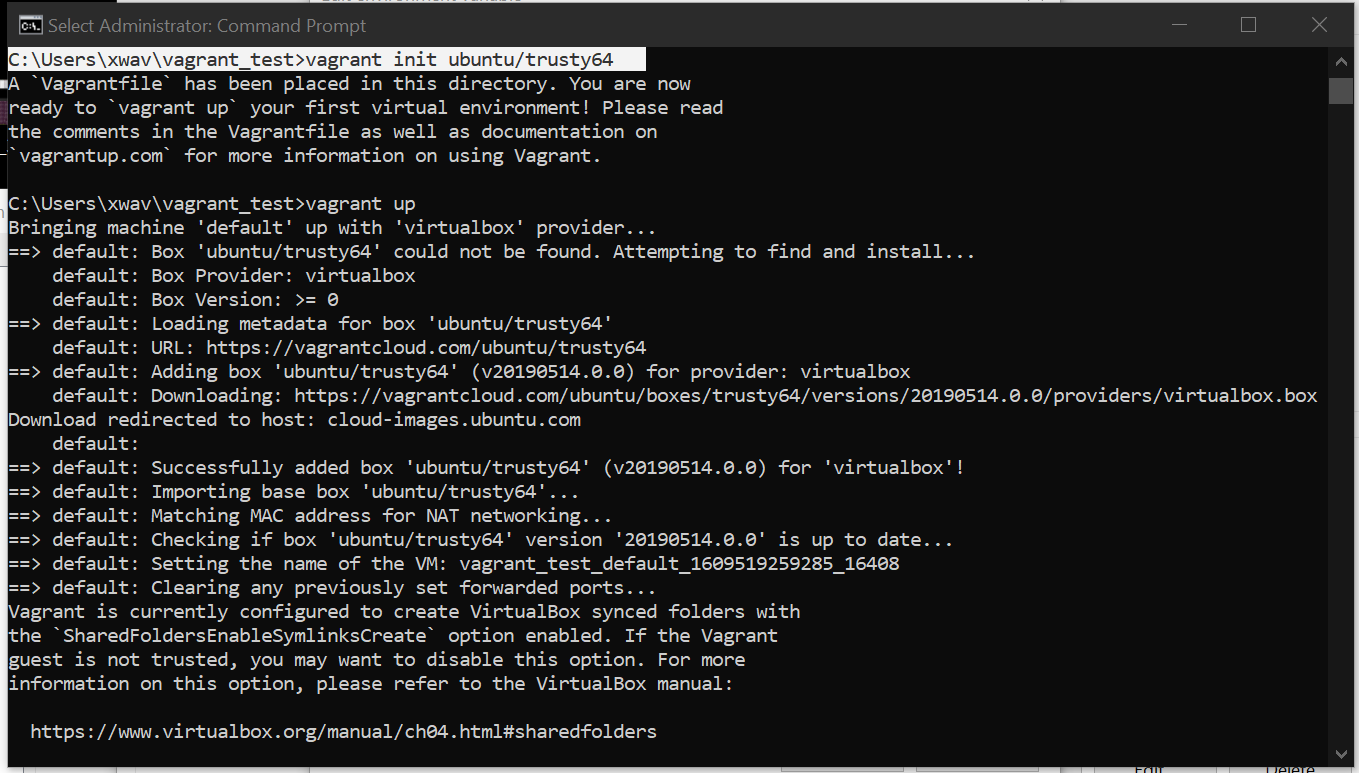 Select Administrator: Command Prompt
C:\Users\xwav\vagrant_test>vagrant init ubuntu/trusty64
A `Vagrantfile` has been placed in this directory. You are now
ready to `vagrant up` your first virtual environment! Please read
the comments in the Vagrantfile as well as documentation on
`vagrantup.com` for more information on using Vagrant.
C:\Users\xwav\vagrant_test>vagrant up
Bringing machine 'default' up with 'virtualbox' provider...
==> default: Box 'ubuntu/trusty64' could not be found. Attempting to find and install...
    default: Box Provider: virtualbox
    default: Box Version: >= 0
==> default: Loading metadata for box 'ubuntu/trusty64'
    default: URL: https://vagrantcloud.com/ubuntu/trusty64
==> default: Adding box 'ubuntu/trusty64' (v20190514.0.0) for provider: virtualbox
    default: Downloading: https://vagrantcloud.com/ubuntu/boxes/trusty64/versions/20190514.0.0/providers/virtualbox.box
Download redirected to host: cloud-images.ubuntu.com
    default:
==> default: Successfully added box 'ubuntu/trusty64' (v20190514.0.0) for 'virtualbox'!
==> default: Importing base box 'ubuntu/trusty64'...
==> default: Matching MAC address for NAT networking...
==> default: Checking if box 'ubuntu/trusty64' version '20190514.0.0' is up to date...
==> default: Setting the name of the VM: vagrant_test_default_1609519259285_16408
==> default: Clearing any previously set forwarded ports...
Vagrant is currently configured to create VirtualBox synced folders with
the `SharedFoldersEnableSymlinksCreate` option enabled. If the Vagrant
guest is not trusted, you may want to disable this option. For more
information on this option, please refer to the VirtualBox manual:
  https://www.virtualbox.org/manual/ch04.html#sharedfolders
Edit... Delete